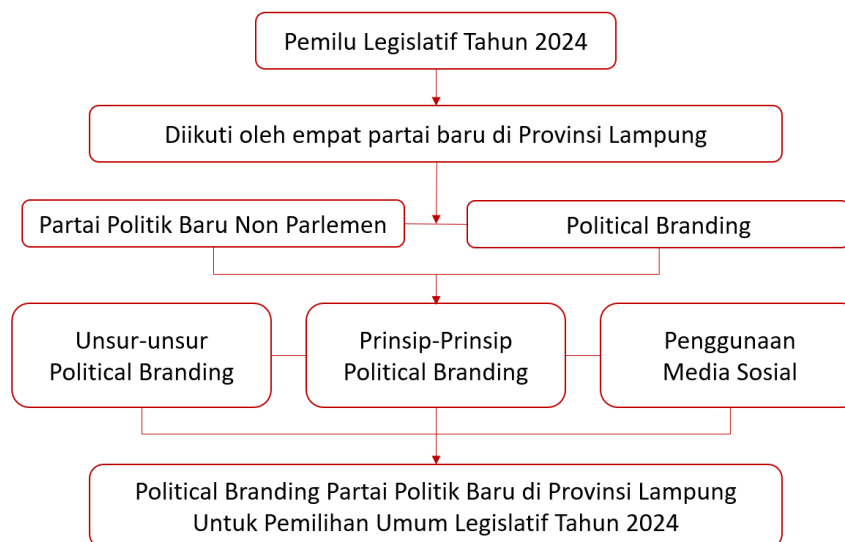 Pemilu Legislatif Tahun 2024
Diikuti oleh empat partai baru di Provinsi Lampung
Partai Politik Baru Non Parlemen
Political Branding
Unsur-unsur
Political Branding
Prinsip-Prinsip
Political Branding
Penggunaan
Media Sosial
Political Branding Partai Politik Baru di Provinsi Lampung
Untuk Pemilihan Umum Legislatif Tahun 2024